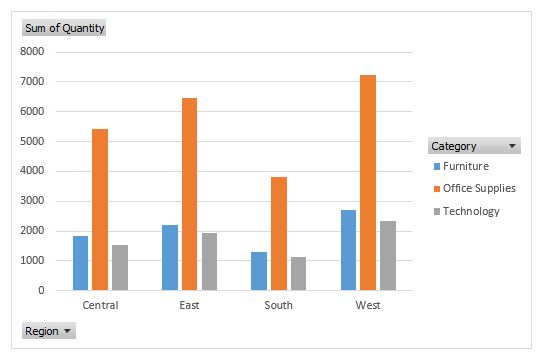 Sum of Quantity
8000
7000
6000
5000
4000
3000
2000
1000
0
Central East South West
Category
Furniture
Office Supplies
Technology
Region